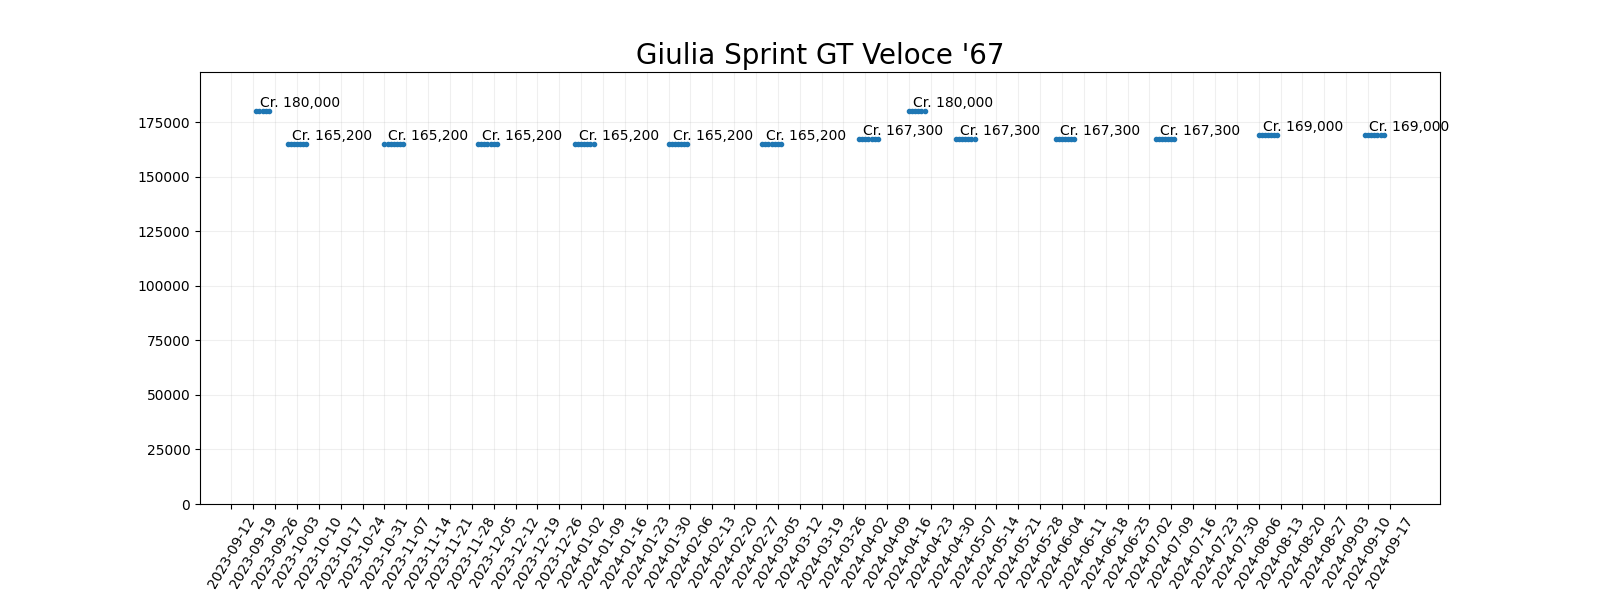 Giulia Sprint GT Veloce '67
Cr. 180,000 Cr. 180,000
Cr. 165,200 Cr. 165,200 Cr. 165,200 Cr. 165,200 Cr. 165,200 Cr. 165,200 Cr. 167,300 Cr. 167,300 Cr. 167,300 Cr. 167,300 Cr. 169,000 Cr. 169,000
175000
150000
125000
100000
75000
50000
25000
0
2023-09-12 2023-09-19 2023-09-26 2023-10-03 2023-10-10 2023-10-17 2023-10-24 2023-10-31 2023-11-07 2023-11-14 2023-11-21 2023-11-28 2023-12-05 2023-12-12 2023-12-19 2023-12-26 2024-01-02 2024-01-09 2024-01-16 2024-01-23 2024-01-30 2024-02-06 2024-02-13 2024-02-20 2024-02-27 2024-03-05 2024-03-12 2024-03-19 2024-03-26 2024-04-02 2024-04-09 2024-04-16 2024-04-23 2024-04-30 2024-05-07 2024-05-14 2024-05-21 2024-05-28 2024-06-04 2024-06-11 2024-06-18 2024-06-25 2024-07-02 2024-07-09 2024-07-16 2024-07-23 2024-07-30 2024-08-06 2024-08-13 2024-08-20 2024-08-27 2024-09-03 2024-09-10 2024-09-17